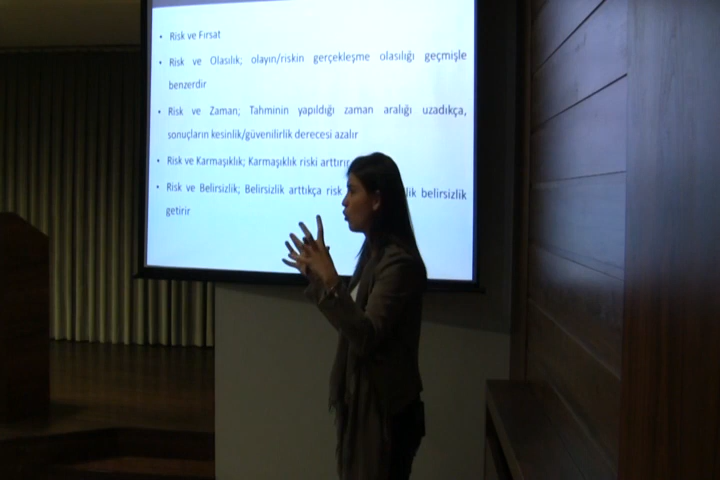 • Risk ve Fırsat
• Risk ve Olasılık; olayın/riskin gerçekleşme olasılığı geçmişle
benzerdir
• Risk ve Zaman; Tahminin yapıldığı zaman aralığı uzadıkça,
sonuçların kesinlik/güvenilirlik derecesi azalır
• Risk ve Karmaşıklık; Karmaşıklık riski arttırır
• Risk ve Belirsizlik; Belirsizlik arttıkça risk lik belirsizlik
getirir